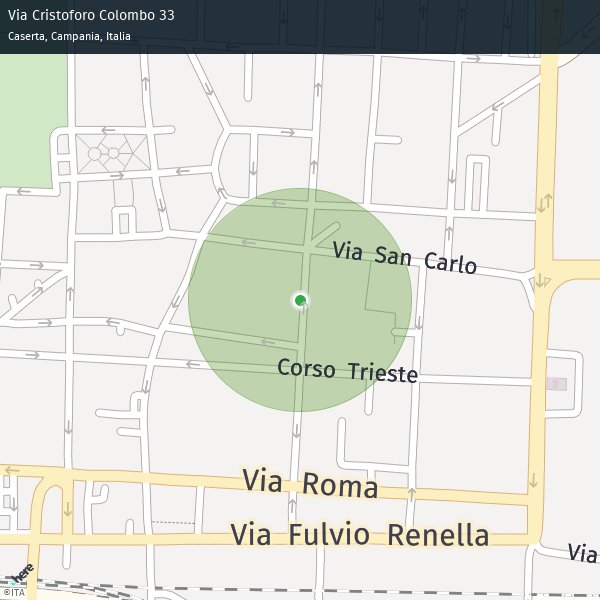 Via Cristoforo Colombo 33
Caserta, Campania, Italia
Via San Carlo
Corso Trieste
Via Roma
Via Fulvio Renella
Via
here
©ITA